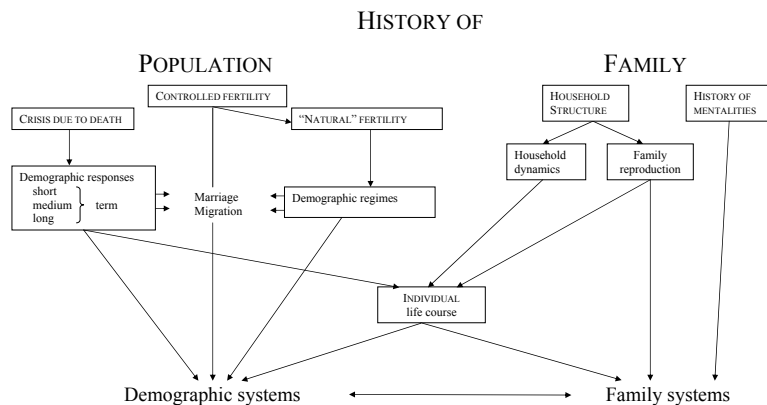 HISTORY OF
POPULATION
FAMILY
CONTROLLED FERTILITY
HOUSEHOLD
STRUCTURE
HISTORY OF
MENTALITIES
CRISIS DUE TO DEATH
"NATURAL" FERTILITY
Household
dynamics
Family
reproduction
Demographic responses
short
medium
long
term
Marriage
Migration
Demographic regimes
INDIVIDUAL
life course
Demographic systems
Family systems